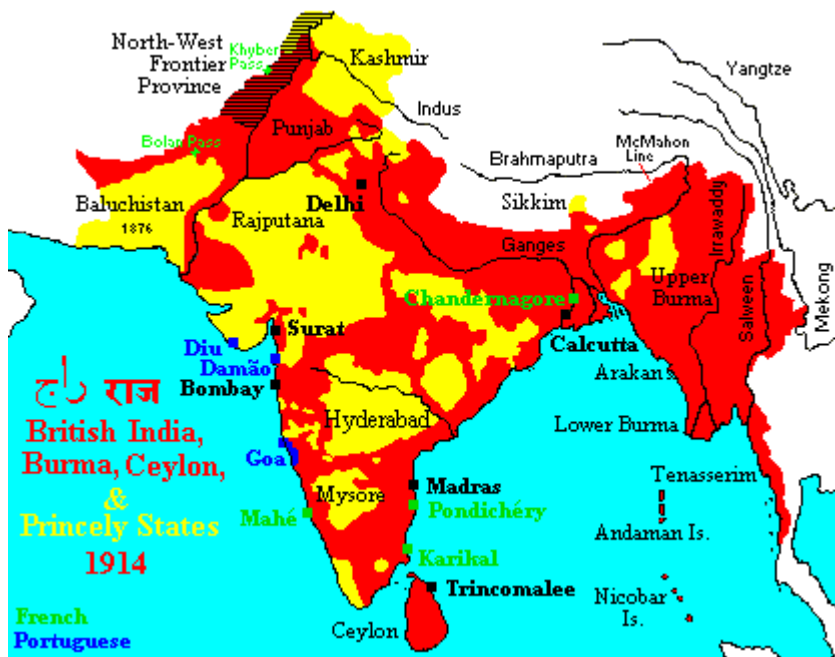 North-West
Frontier
Province
Khyber
Pass
Kashmir
Yangtze
Indus
Punjab
Bolan Pass
McMahon
Line
Brahmaputra
Delhi
Sikkim
Baluchistan
1876
Rajputana
Ganges
Irrawaddy
Upper
Burma
Salween
Mekong
Chandernagore
Surat
Calcutta
Diu
Damão
Bombay
Arakan
Hyderabad
Lower Burma
راج राज
British India,
Burma, Ceylon,
&
Princely States
1914
Goa
Mysore
Madras
Tenasserim
Mahé
Pondichéry
Andaman Is.
Karikal
Trincomalee
Nicobar
Is.
Ceylon
French
Portuguese